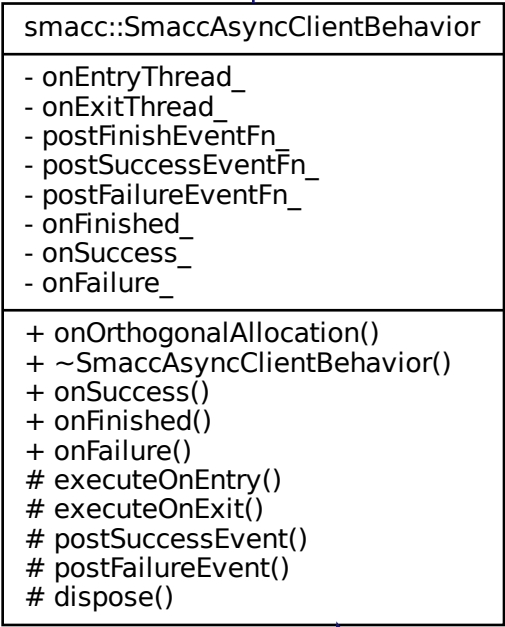 smacc::SmaccAsyncClientBehavior
- onEntryThread_
- onExitThread_
- postFinishEventFn_
- postSuccessEventFn_
- postFailureEventFn_
- onFinished_
- onSuccess_
- onFailure_
+ onOrthogonalAllocation()
+ ~SmaccAsyncClientBehavior()
+ onSuccess()
+ onFinished()
+ onFailure()
# executeOnEntry()
# executeOnExit()
# postSuccessEvent()
# postFailureEvent()
# dispose()